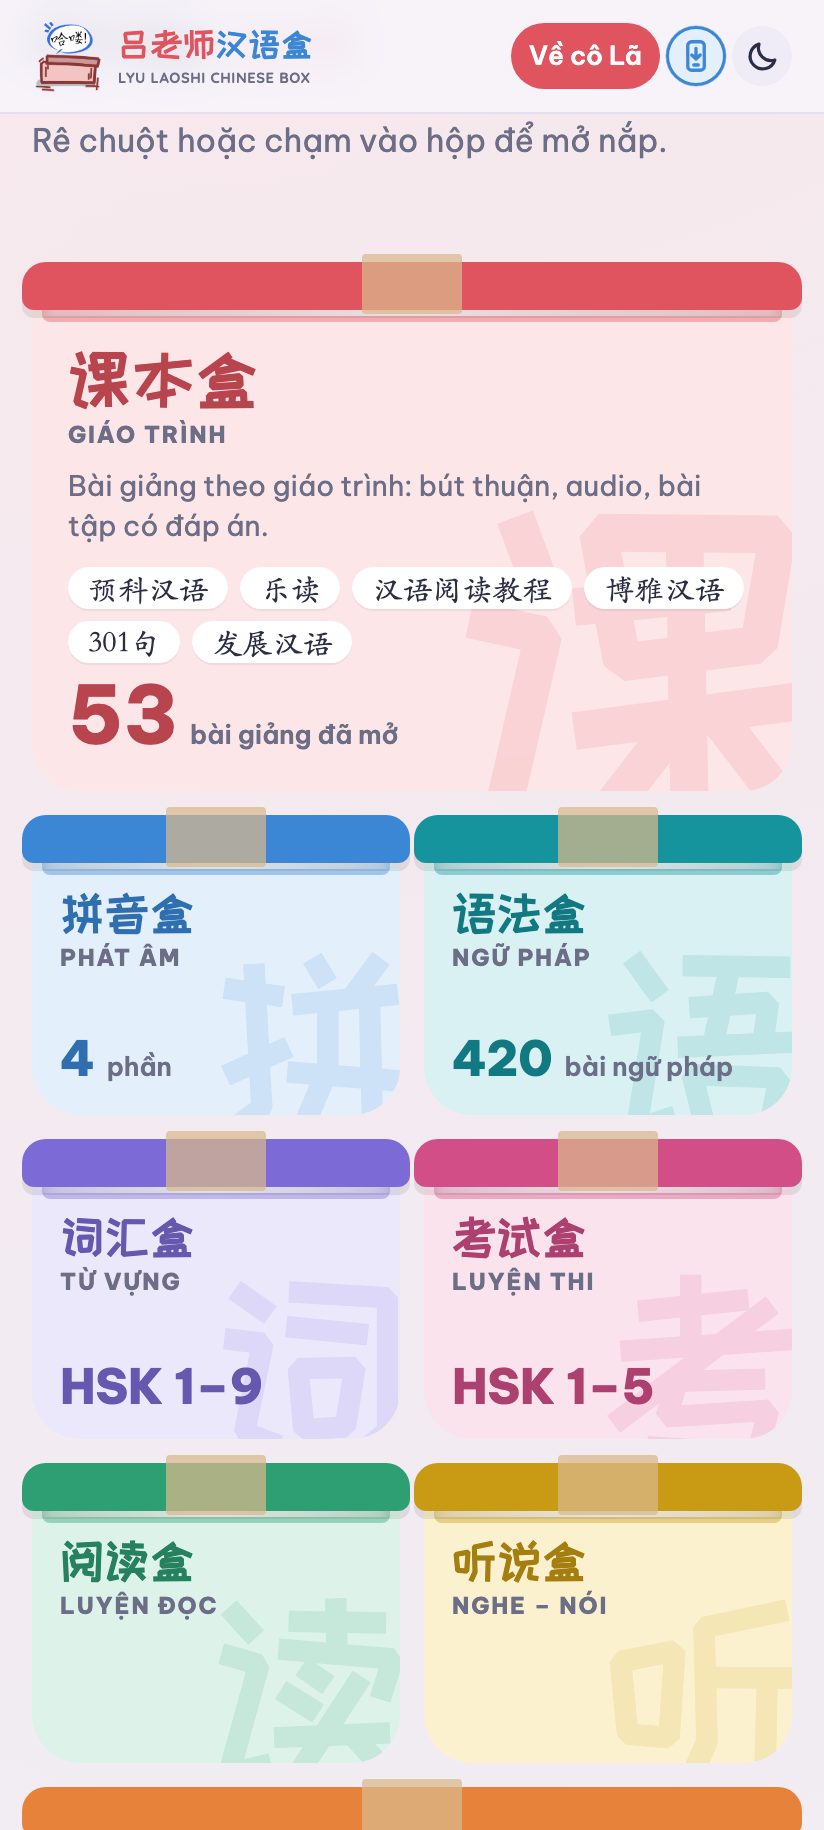 哈喽!
吕老师汉语盒
LYU LAOSHI CHINESE BOX
Về cô Lã
Rê chuột hoặc chạm vào hộp để mở nắp.
课本盒
GIÁO TRÌNH
Bài giảng theo giáo trình: bút thuận, audio, bài
tập có đáp án.
预科汉语 乐读 汉语阅读教程 博雅汉语
301句 发展汉语
53 bài giảng đã mở
课
拼音盒
PHÁT ÂM
4 phần
拼
语法盒
NGỮ PHÁP
420 bài ngữ pháp
语
词汇盒
TỪ VỰNG
HSK 1–9
词
考试盒
LUYỆN THI
HSK 1–5
考
阅读盒
LUYỆN ĐỌC
读
听说盒
NGHE – NÓI
听